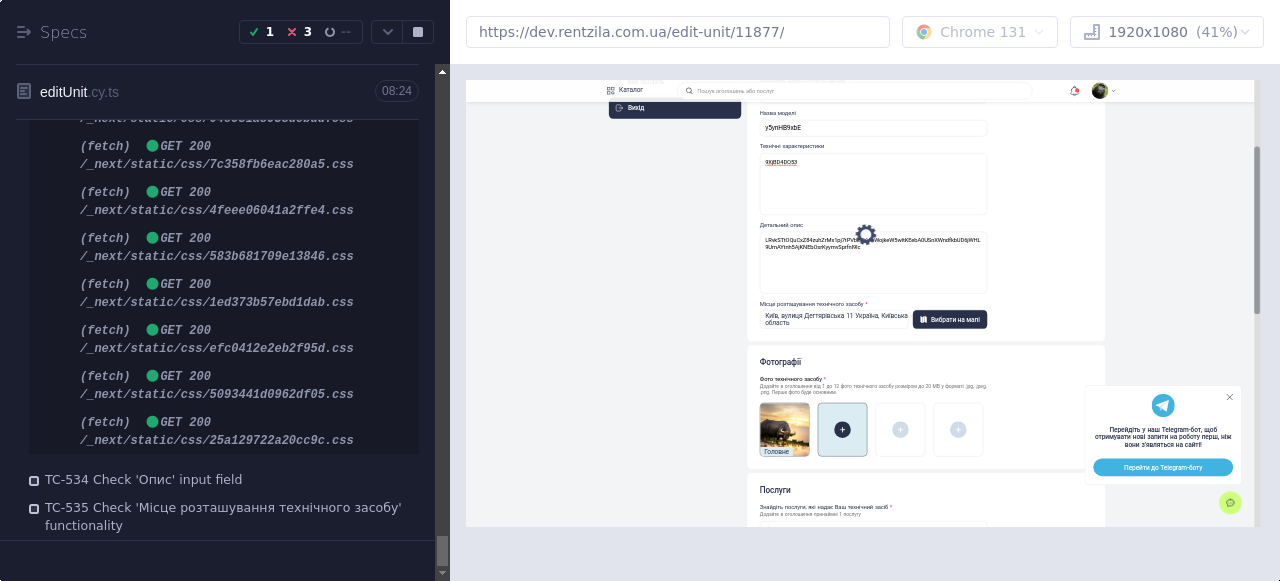 Specs
1
3
--
https://dev.rentzila.com.ua/edit-unit/11877/
Chrome 131
1920x1080 (41%)
editUnit.cy.ts
08:24
(fetch) GET 200
/_next/static/css/7c358fb6eac280a5.css
(fetch) GET 200
/_next/static/css/4feee06041a2ffe4.css
(fetch) GET 200
/_next/static/css/583b681709e13846.css
(fetch) GET 200
/_next/static/css/1ed373b57ebd1dab.css
(fetch) GET 200
/_next/static/css/efc0412e2eb2f95d.css
(fetch) GET 200
/_next/static/css/5093441d0962df05.css
(fetch) GET 200
/_next/static/css/25a129722a20cc9c.css
TC-534 Check 'Опис' input field
TC-535 Check 'Місце розташування технічного засобу'
functionality
Каталог
Пошук оголошень або послуг
Вихід
Назва моделі
y5ynHB9xbE
Технічні характеристики
Детальний опис
Місце розташування технічного засобу *
Київ, вулиця Дегтярівська 11 Україна, Київська
область
Вибрати на мапі
Фотографії
Фото технічного засобу *
Додайте в оголошення від 1 до 12 фото технічного засобу розміром до 20 MB у форматі .jpg, .jpeg,
.png. Перше фото буде основним.
Головне
Послуги
Знайдіть послуги, які надає Ваш технічний засіб *
Додайте в оголошення принаймні 1 послугу
Перейдіть у наш Telegram-бот, щоб
отримувати нові запити на роботу перш, ніж
вони з'являться на сайті!
Перейти до Telegram-боту